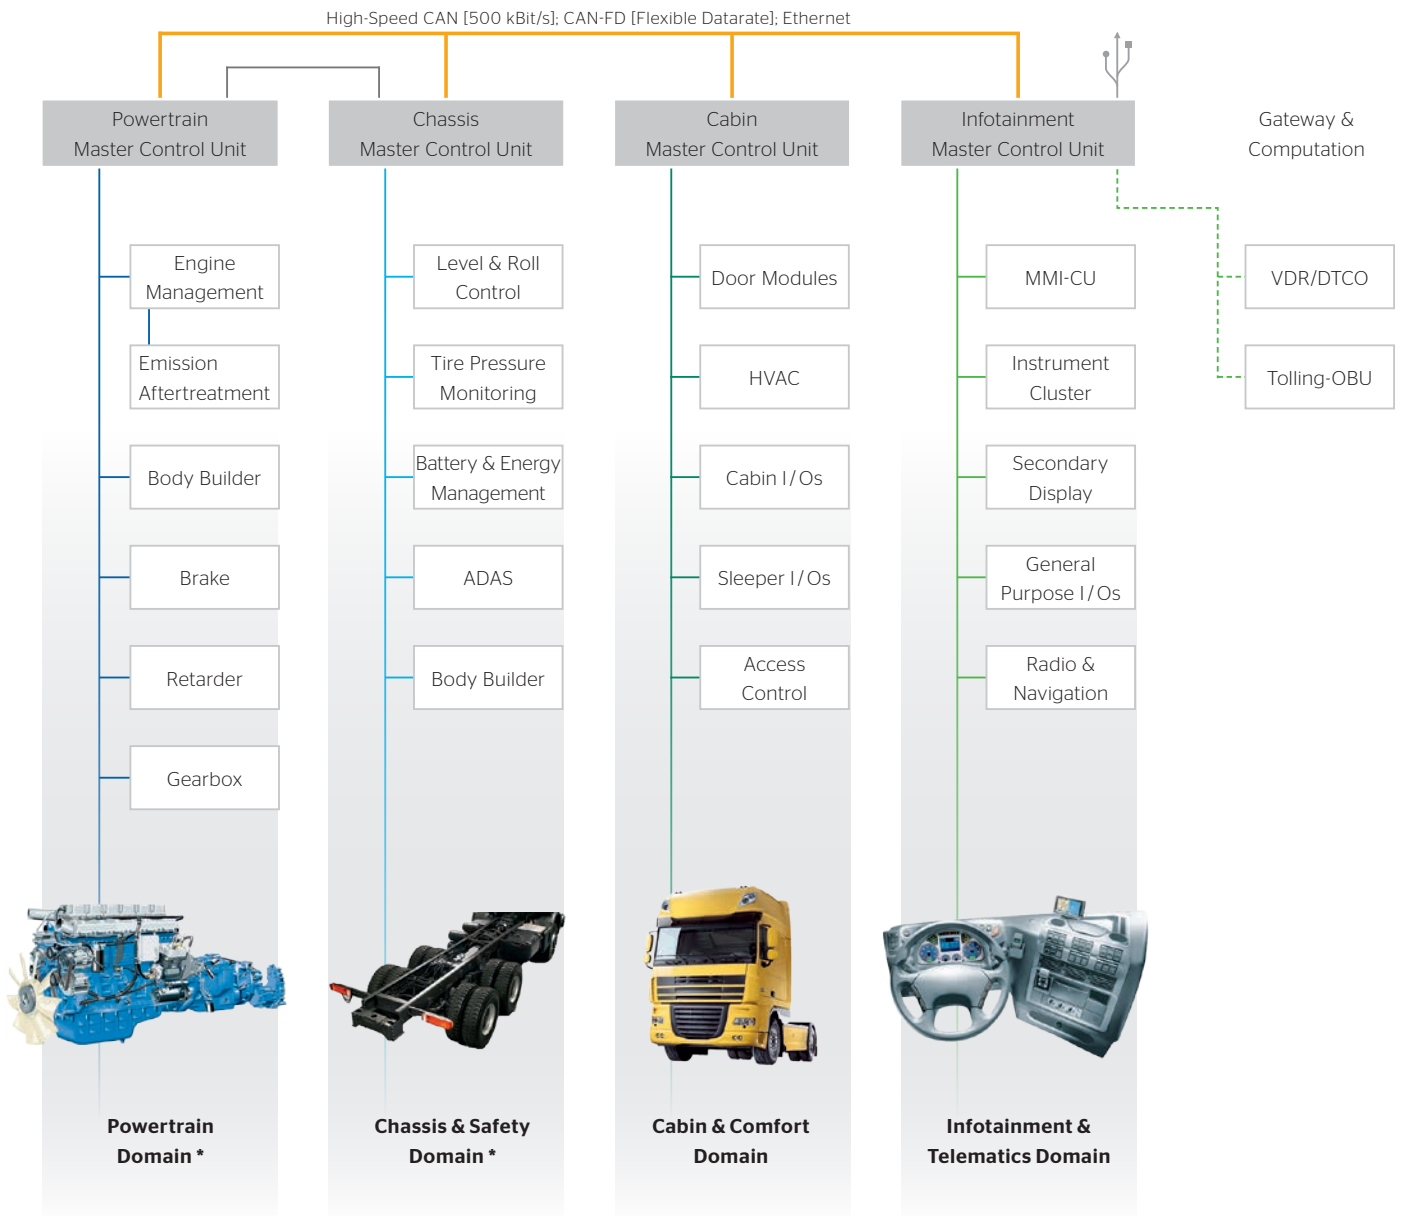 High-Speed CAN [500 kBit/s]; CAN-FD [Flexible Datarate]; Ethernet
Powertrain
Master Control Unit
Chassis
Master Control Unit
Cabin
Master Control Unit
Infotainment
Master Control Unit
Gateway &
Computation
Engine
Management
Emission
Aftertreatment
Body Builder
Brake
Retarder
Gearbox
Level & Roll
Control
Tire Pressure
Monitoring
Battery & Energy
Management
ADAS
Body Builder
Door Modules
HVAC
Cabin I/Os
Sleeper I/Os
Access
Control
MMI-CU
Instrument
Cluster
Secondary
Display
General
Purpose I/Os
Radio &
Navigation
VDR/DTCO
Tolling-OBU
Powertrain
Domain *
Chassis & Safety
Domain *
Cabin & Comfort
Domain
Infotainment &
Telematics Domain